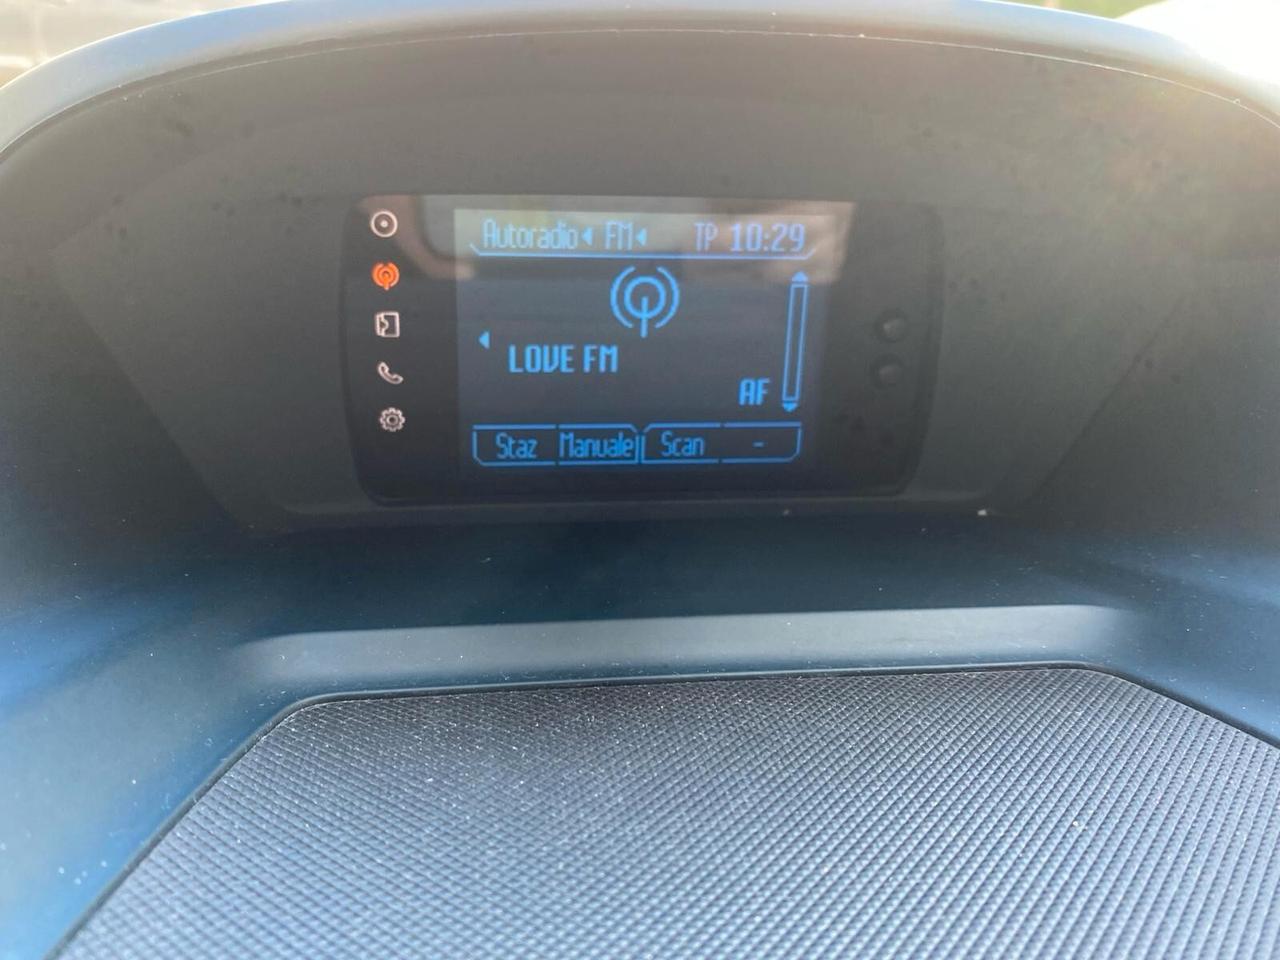 Autoradio FM TP 10:29
LOVE FM
AF
Staz Manuale Scan -